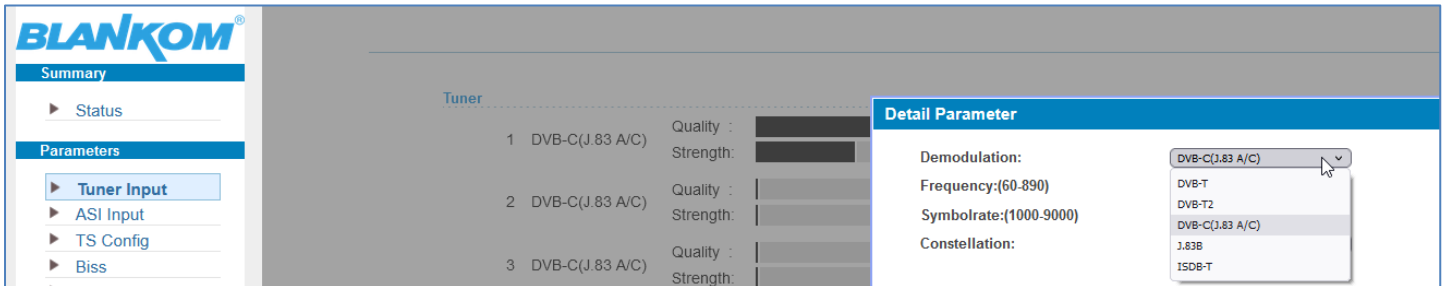 BLANKOM®
Summary
Status
Parameters
Tuner Input
ASI Input
TS Config
Biss
Tuner
1 DVB-C(J.83 A/C) Quality :
Strength:
2 DVB-C(J.83 A/C) Quality :
Strength:
3 DVB-C(J.83 A/C) Quality :
Strength:
Detail Parameter
Demodulation: DVB-C(J.83 A/C)
Frequency:(60-890)
Symbolrate:(1000-9000)
Constellation:
DVB-T
DVB-T2
DVB-C(J.83 A/C)
J.83B
ISDB-T